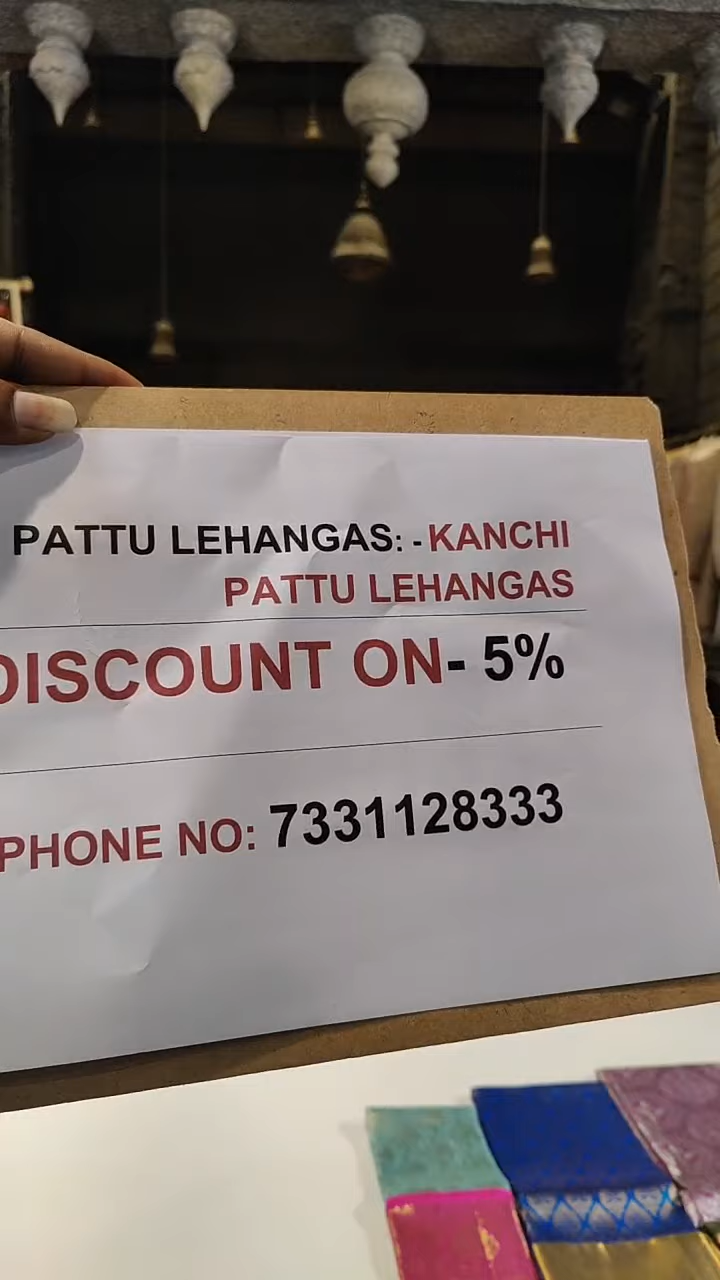 PATTU LEHANGAS: - KANCHI
PATTU LEHANGAS
DISCOUNT ON- 5%
PHONE NO: 7331128333